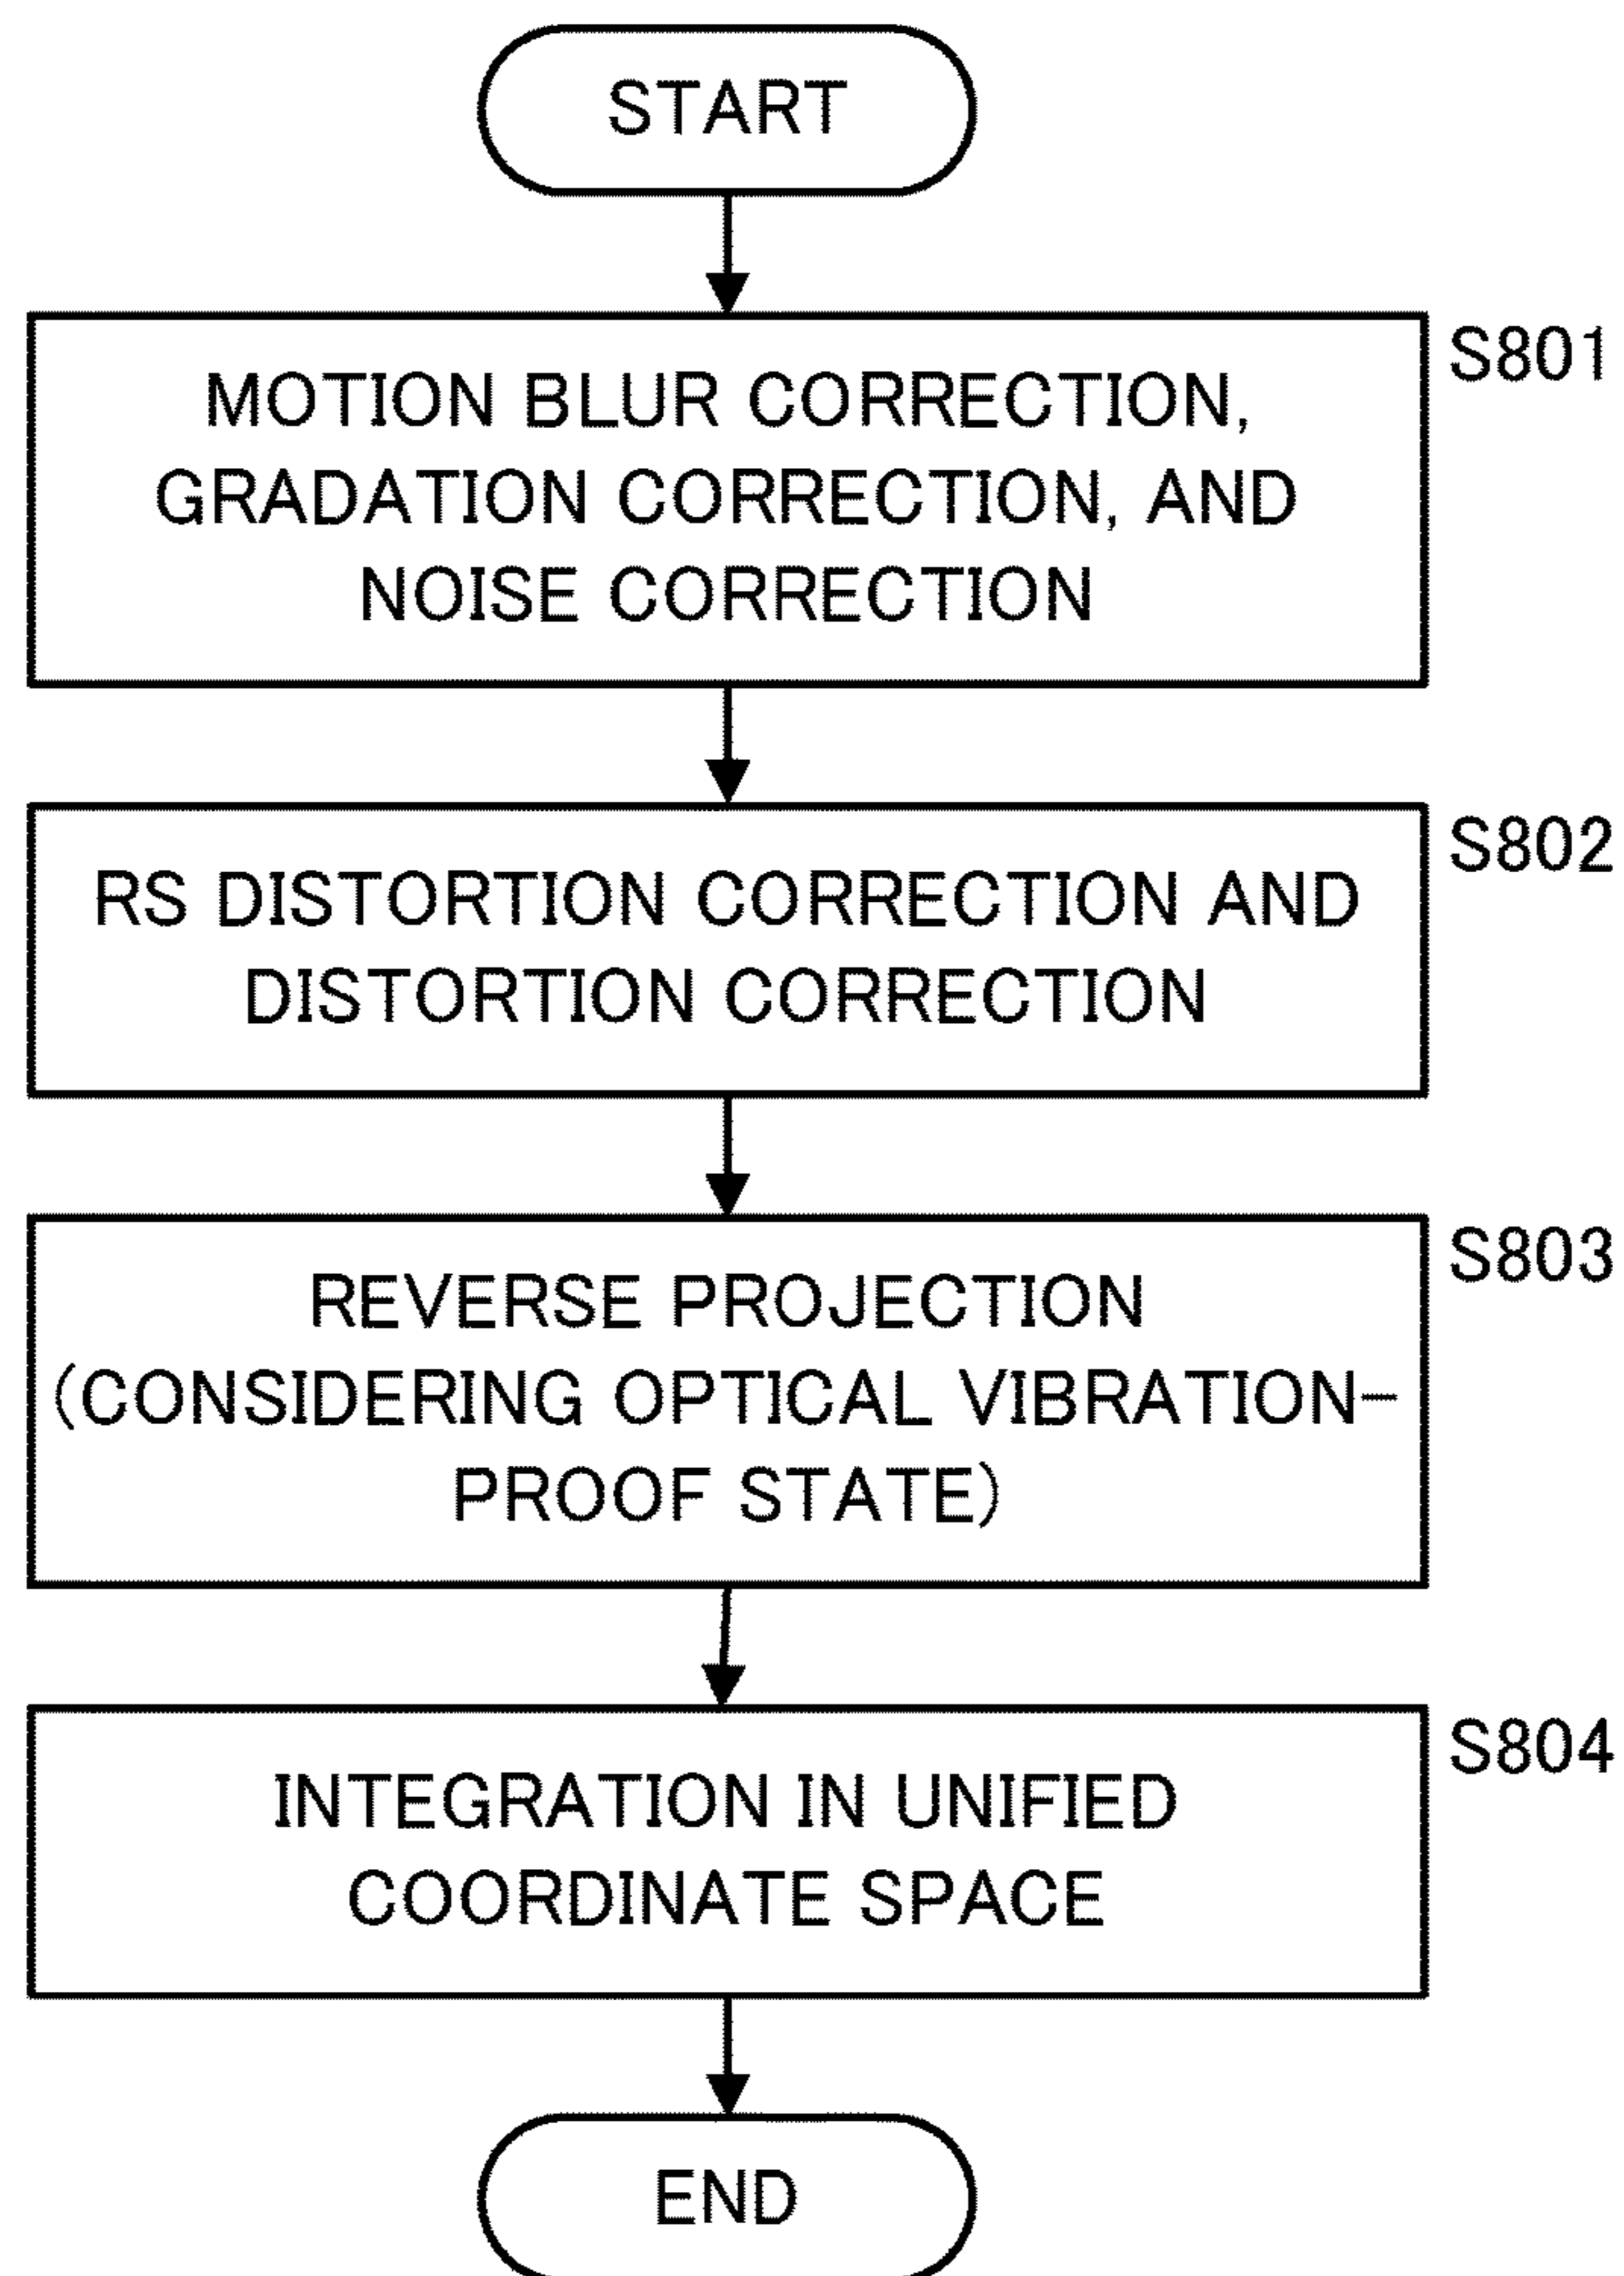 START
S801
MOTION BLUR CORRECTION,
GRADATION CORRECTION, AND
NOISE CORRECTION
S802
RS DISTORTION CORRECTION AND
DISTORTION CORRECTION
S803
REVERSE PROJECTION
(CONSIDERING OPTICAL VIBRATION-
PROOF STATE)
S804
INTEGRATION IN UNIFIED
COORDINATE SPACE
END